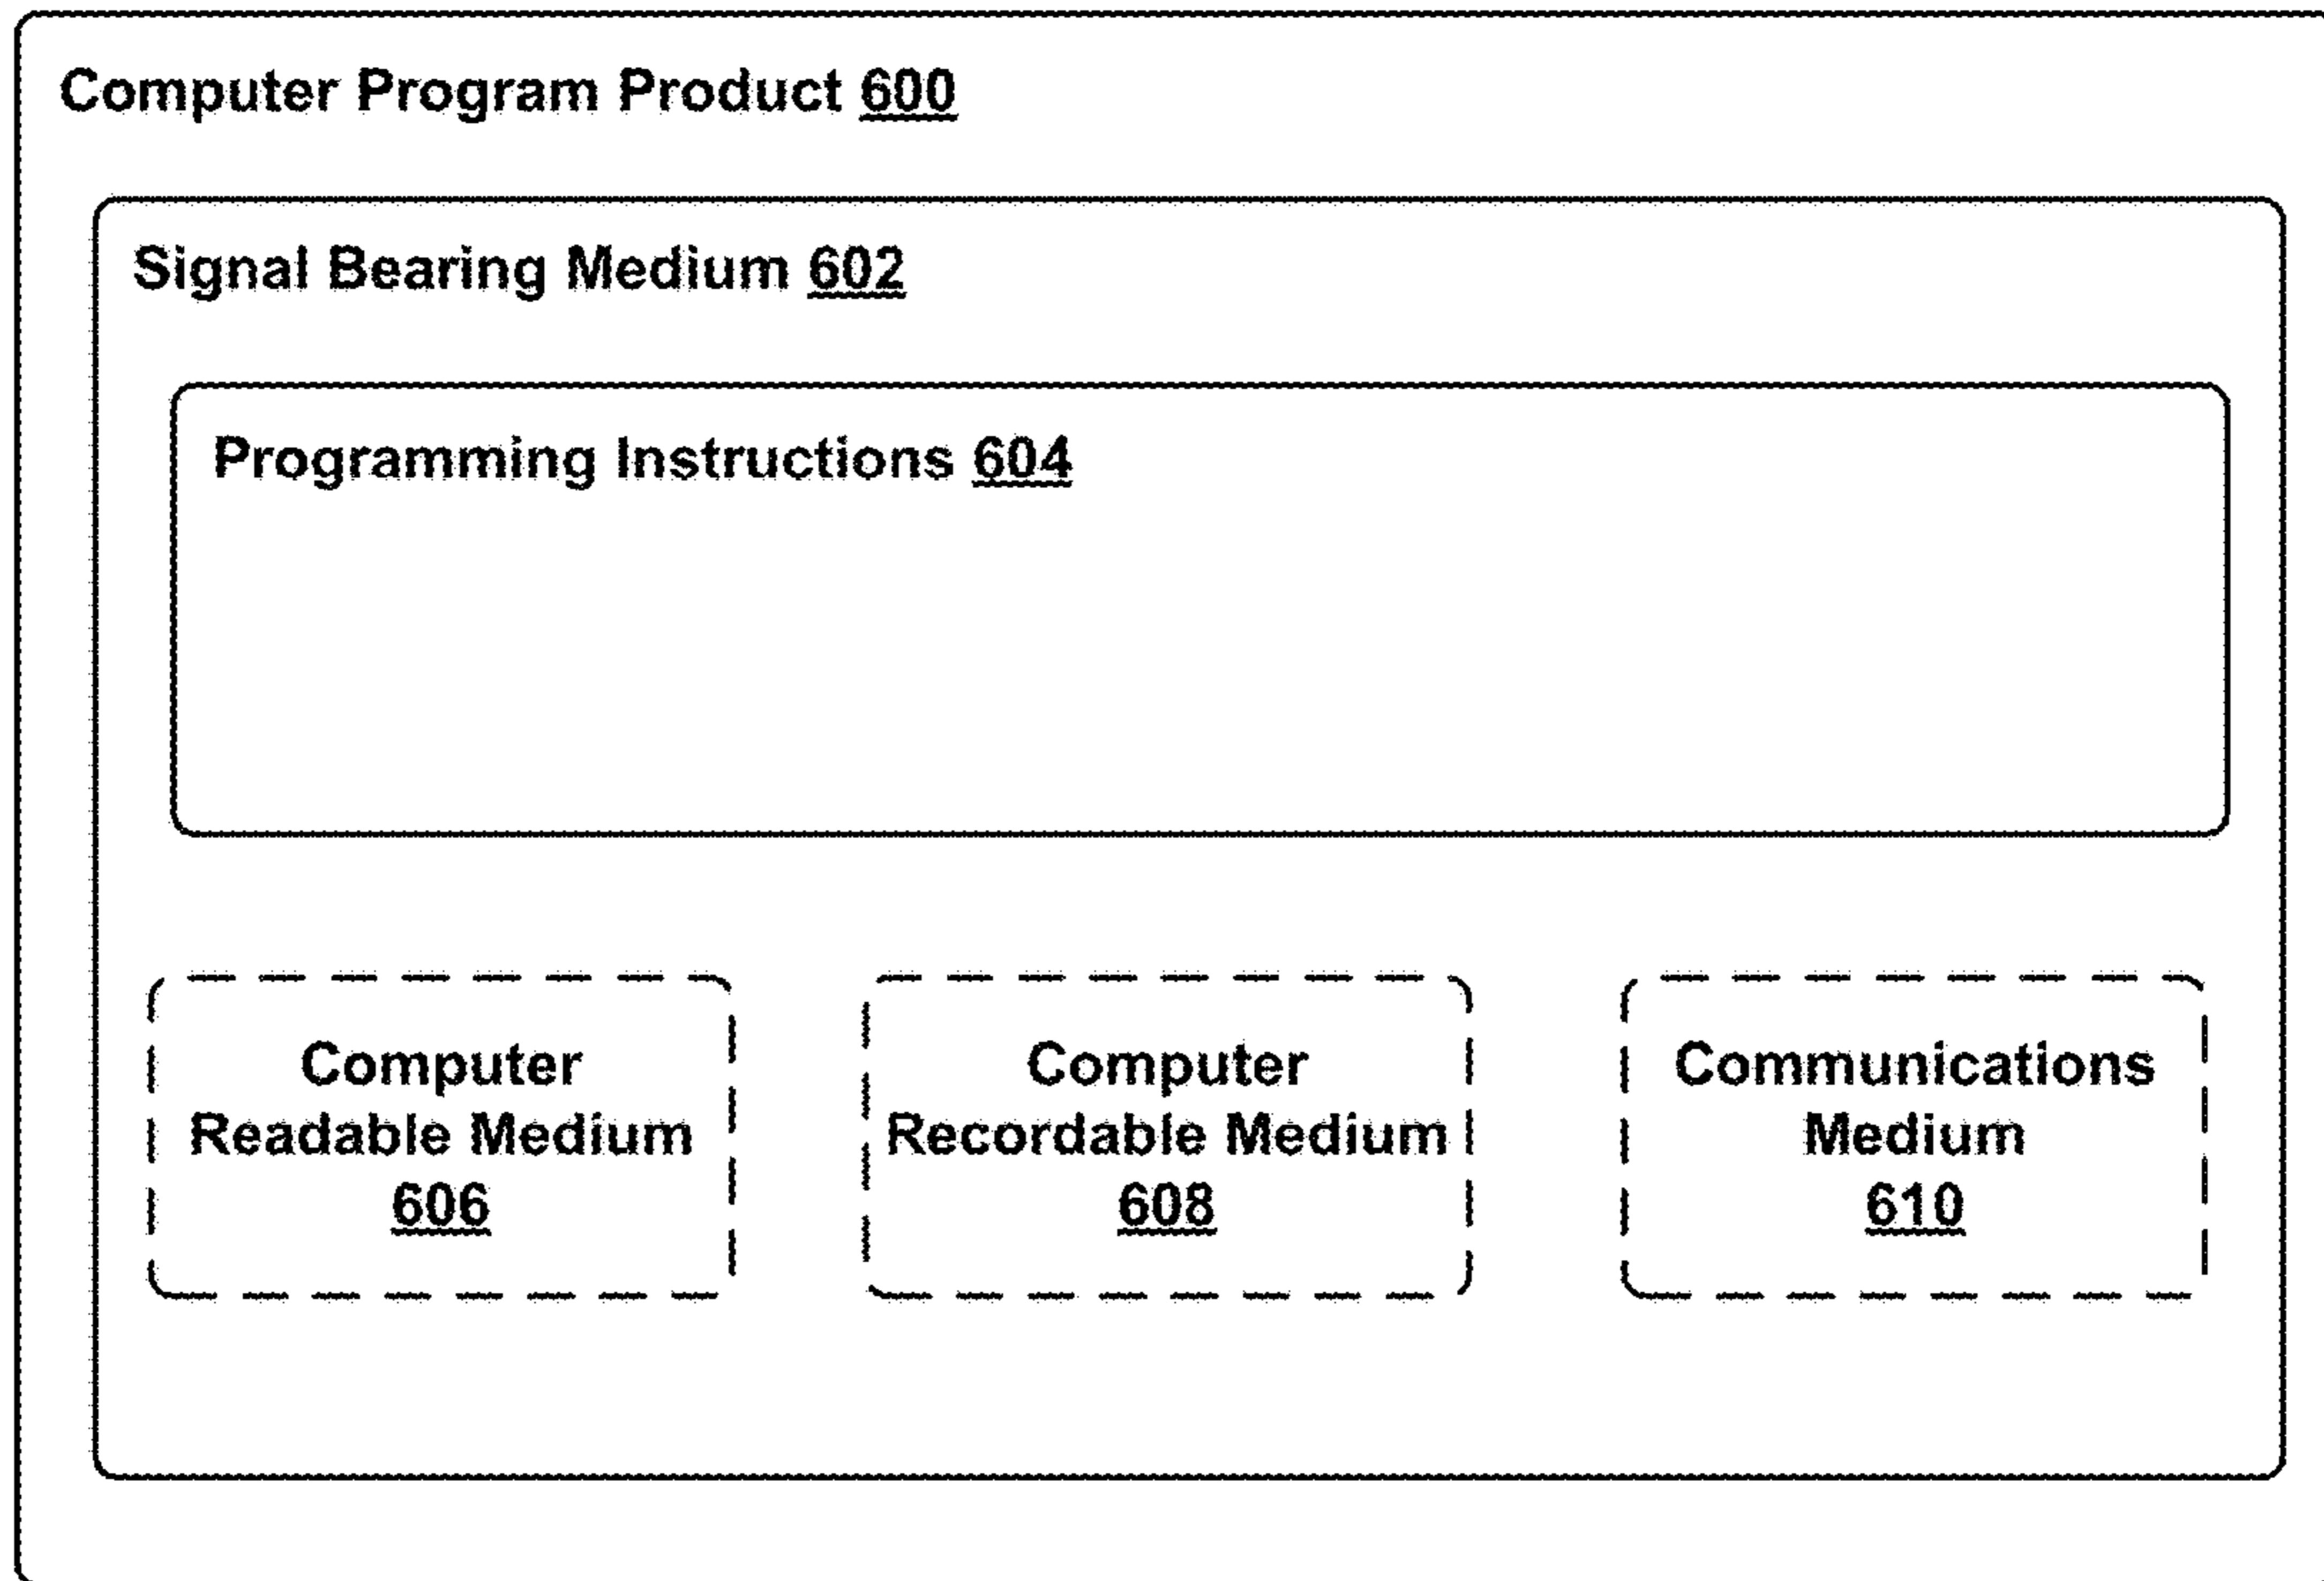 Computer Program Product 600
Signal Bearing Medium 602
Programming Instructions 604
Computer
Readable Medium
606
Computer
Recordable Medium
608
Communications
Medium
610